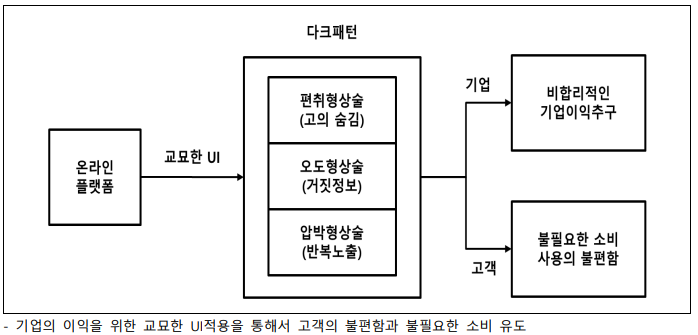 다크패턴
온라인
플랫폼
교묘한 UI
편취형상술
(고의 숨김)
오도형상술
(거짓정보)
압박형상술
(반복노출)
기업
비합리적인
기업이익추구
고객
불필요한 소비
사용의 불편함
- 기업의 이익을 위한 교묘한 UI적용을 통해서 고객의 불편함과 불필요한 소비 유도